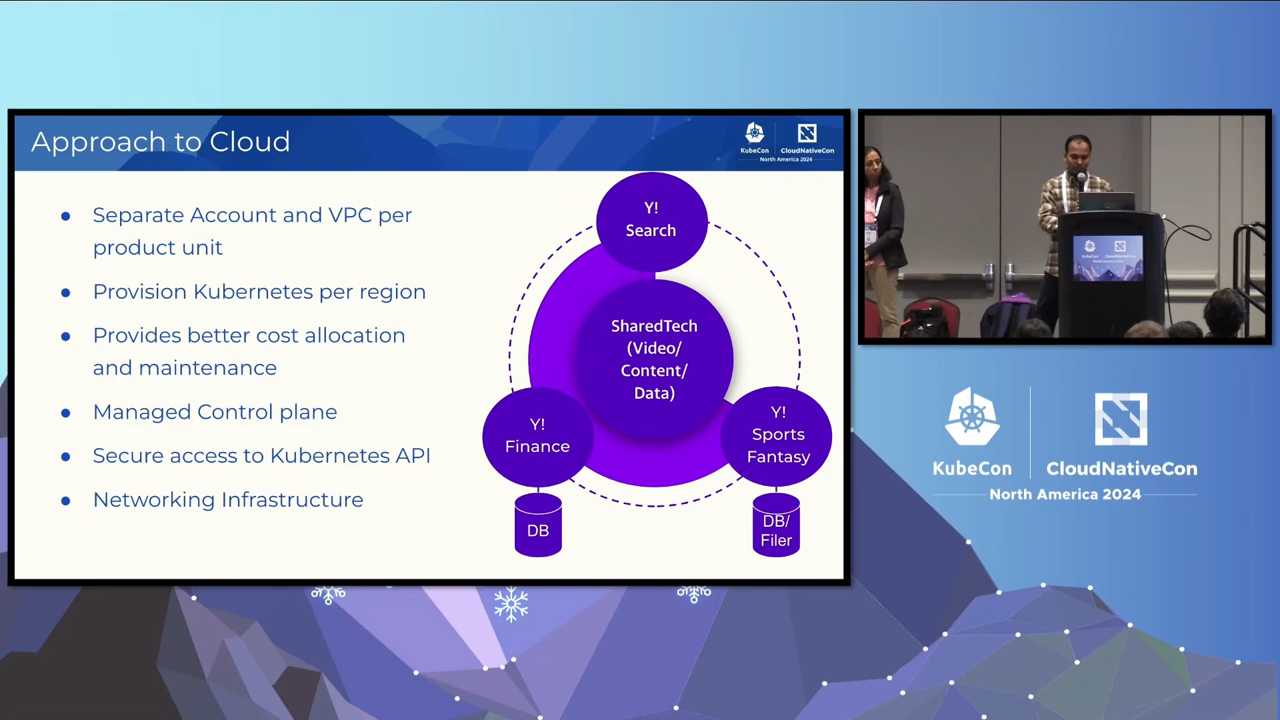 Approach to Cloud
KubeCon
CloudNativeCon
North America 2024
● Separate Account and VPC per
product unit
● Provision Kubernetes per region
● Provides better cost allocation
and maintenance
● Managed Control plane
● Secure access to Kubernetes API
● Networking Infrastructure
Y!
Search
SharedTech
(Video/
Content/
Data)
Y!
Finance
Y!
Sports
Fantasy
DB
DB/
Filer
KubeCon
CloudNativeCon
North America 2024